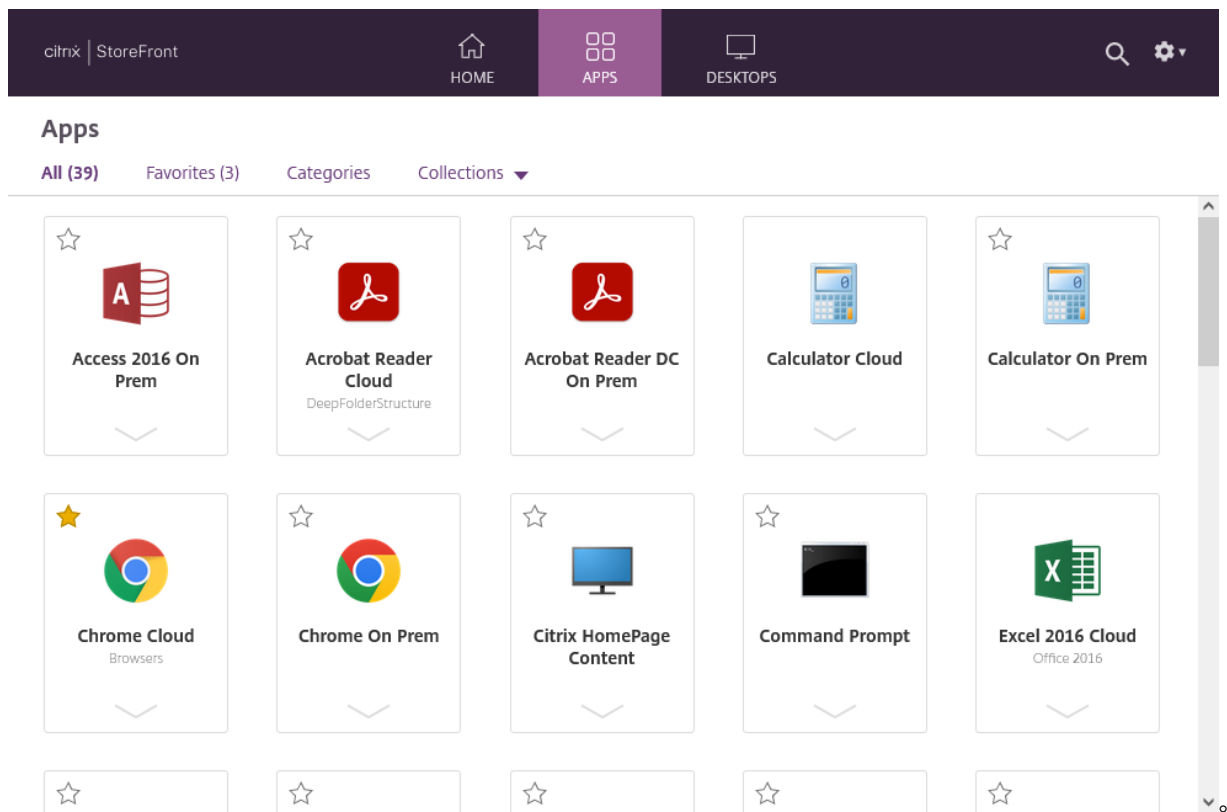 citrix | StoreFront
HOME
APPS
DESKTOPS
Apps
All (39)
Favorites (3)
Categories
Collections
Access 2016 On
Prem
Acrobat Reader
Cloud
DeepFolderStructure
Acrobat Reader DC
On Prem
Calculator Cloud
Calculator On Prem
Chrome Cloud
Browsers
Chrome On Prem
Citrix HomePage
Content
Command Prompt
Excel 2016 Cloud
Office 2016